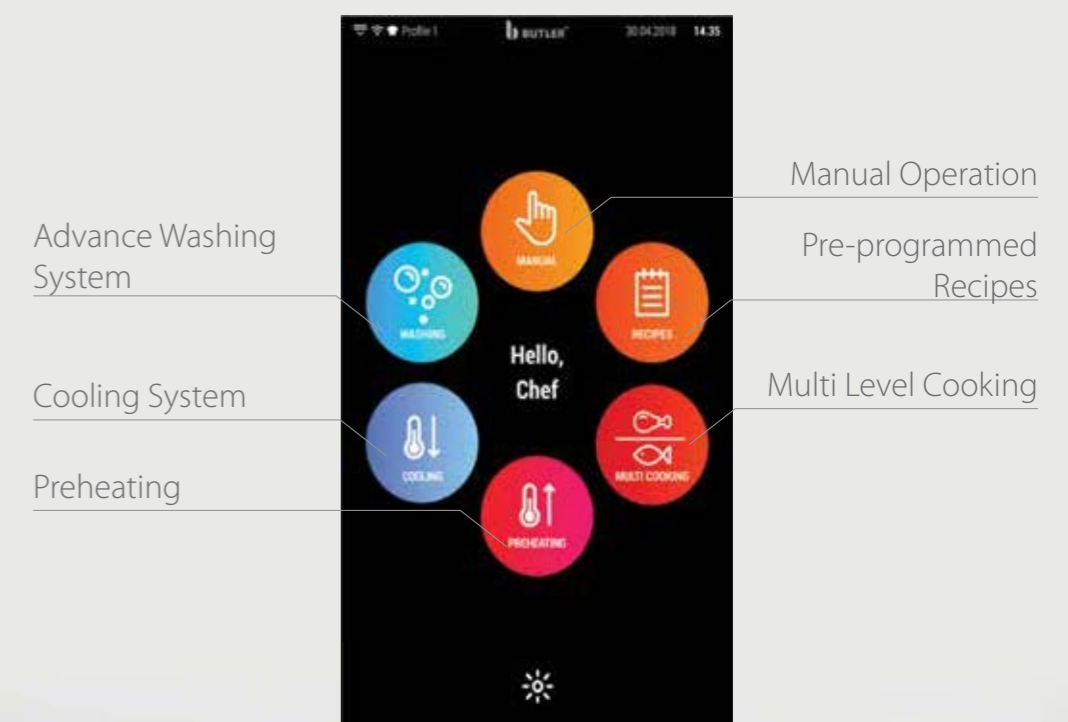 Profile 1
b BUTLER
30.04.2018 14.35
Manual Operation
Advance Washing
System
Pre-programmed
Recipes
MANUAL
WASHING
RECIPES
Hello,
Chef
Cooling System
Multi Level Cooking
COOLING
MULTI COOKING
Preheating
PREHEATING